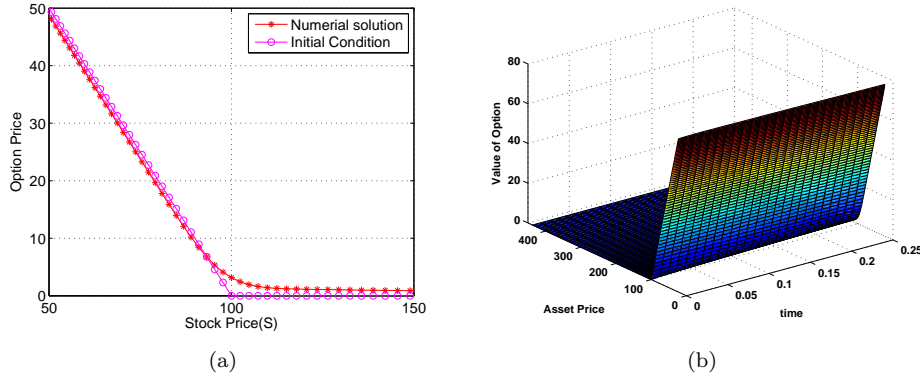 50
40
30
20
10
0
Option Price
Numerial solution
Initial Condition
50
100
150
Stock Price(S)
(a)
80
60
40
20
0
Value of Option
400
300
200
100
0
Asset Price
0
0.05
0.1
0.15
0.2
0.25
time
(b)